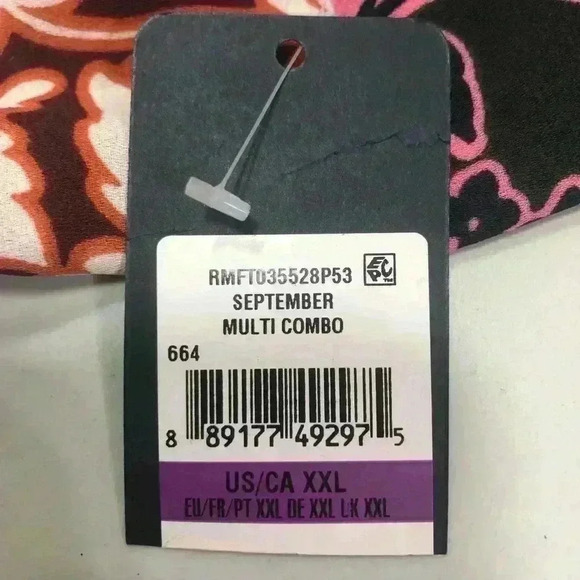 RMFT035528P53 EPC™
SEPTEMBER
MULTI COMBO
664
8 89177 49297 5
US/CA XXL
EU/FR/PT XXL DE XXL UK XXL